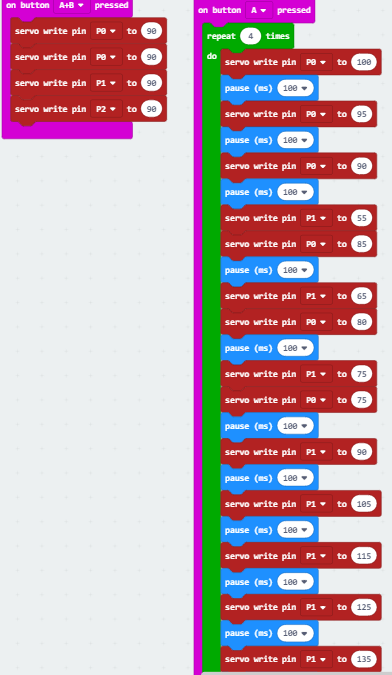 on button A+B pressed
servo write pin P0 to 90
servo write pin P0 to 90
servo write pin P1 to 90
servo write pin P2 to 90
on button A pressed
repeat 4 times
do servo write pin P0 to 100
pause (ms) 100
servo write pin P0 to 95
pause (ms) 100
servo write pin P0 to 90
pause (ms) 100
servo write pin P1 to 55
servo write pin P0 to 85
pause (ms) 100
servo write pin P1 to 65
servo write pin P0 to 80
pause (ms) 100
servo write pin P1 to 75
servo write pin P0 to 75
pause (ms) 100
servo write pin P1 to 90
pause (ms) 100
servo write pin P1 to 105
pause (ms) 100
servo write pin P1 to 115
pause (ms) 100
servo write pin P1 to 125
pause (ms) 100
servo write pin P1 to 135